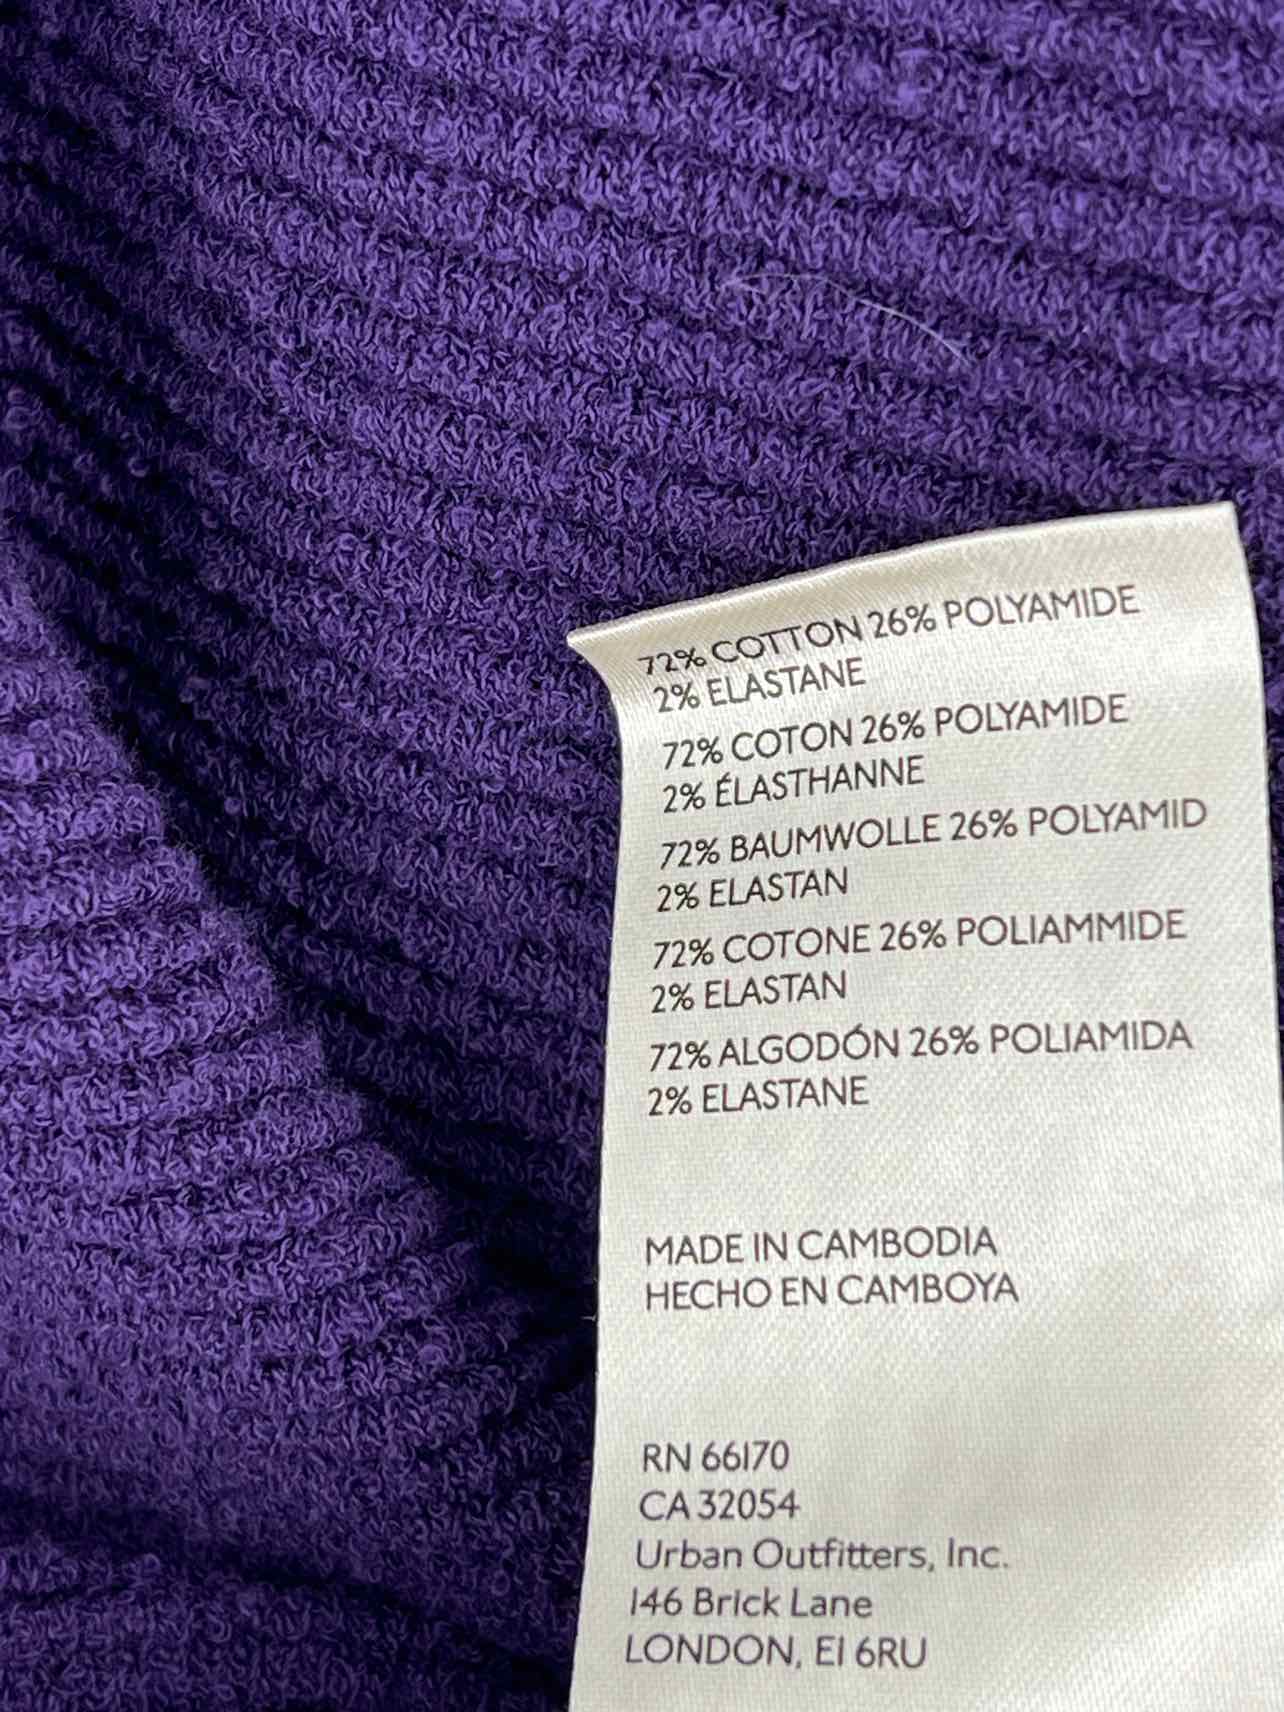 72% COTTON 26% POLYAMIDE
2% ELASTANE
72% COTON 26% POLYAMIDE
2% ÉLASTHANNE
72% BAUMWOLLE 26% POLYAMID
2% ELASTAN
72% COTONE 26% POLIAMMIDE
2% ELASTAN
72% ALGODÓN 26% POLIAMIDA
2% ELASTANE
MADE IN CAMBODIA
HECHO EN CAMBOYA
RN 66170
CA 32054
Urban Outfitters, Inc.
146 Brick Lane
LONDON, E1 6RU